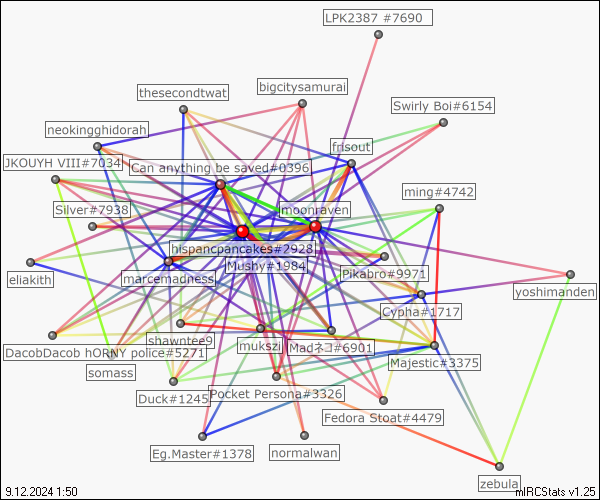 LPK2387 #7690
bigcitysamurai
thesecondtwat
Swirly Boi#6154
neokingghidorah
frisout
JKOUYH VIII#7034
Can anything be saved#0396
ming#4742
Silver#7938
moonraven
hispancpancakes#2928
Mushy#1984
Pikabro#9971
eliakith
marcemadness
yoshimanden
Cypha#1717
shawntee9
mukszi
Madネコ#6901
DacobDacob hORNY police#5271
Majestic#3375
somass
Duck#1245
Pocket Persona#3326
Fedora Stoat#4479
Eg.Master#1378
normalwan
zebula
9.12.2024 1:50
mIRCStats v1.25